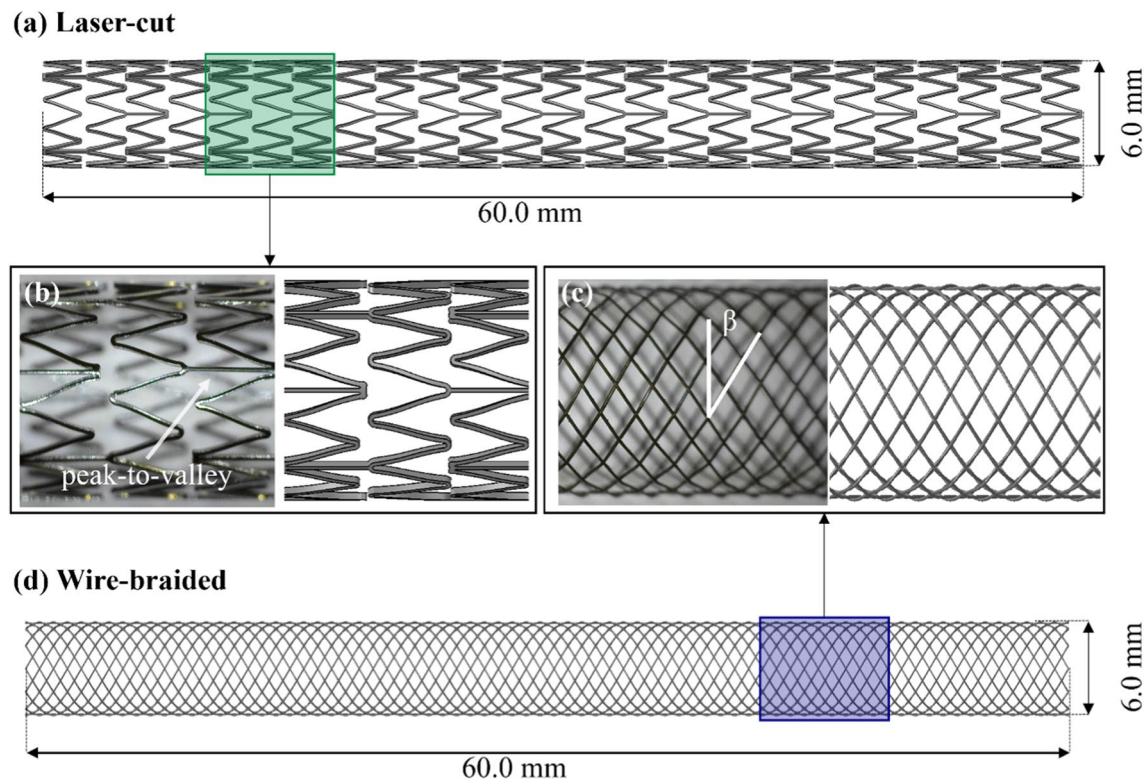 (a) Laser-cut
6.0 mm
60.0 mm
(b)
peak-to-valley
(c)
β
(d) Wire-braided
6.0 mm
60.0 mm